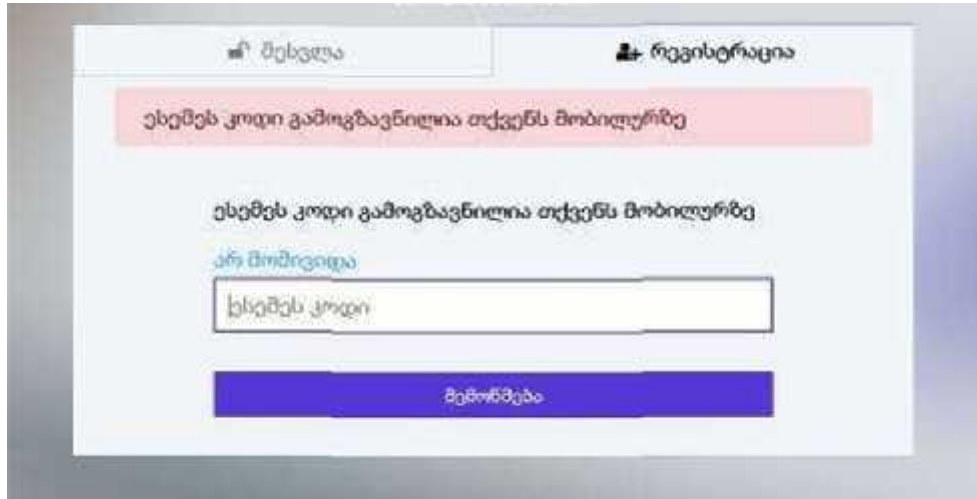 შესვლა
რეგისტრაცია
ესემეს კოდი გამოგზავნილია თქვენს მობილურზე
ესემეს კოდი გამოგზავნილია თქვენს მობილურზე
არ მომივიდა
ესემეს კოდი
შემოწმება